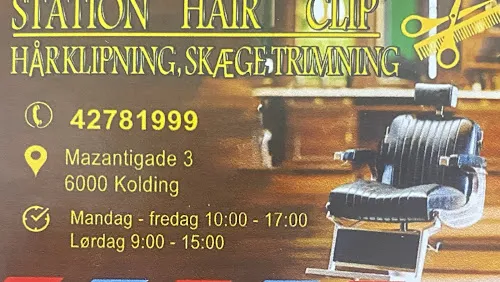 STATION HAIR CLIP
HÅRKLIPNING, SKÆGETRIMNING
42781999
Mazantigade 3
6000 Kolding
Mandag - fredag 10:00 - 17:00
Lørdag 9:00 - 15:00